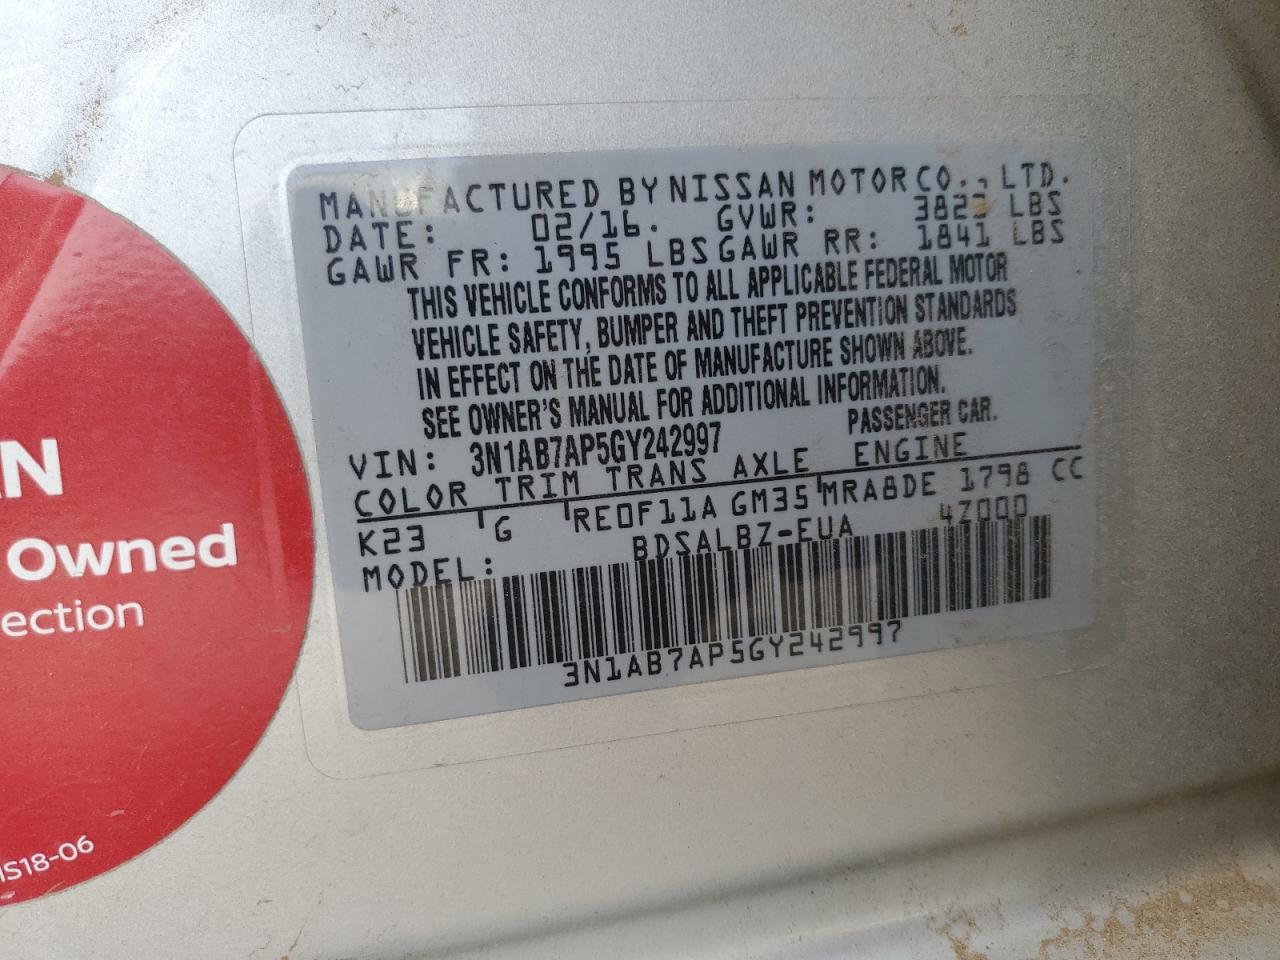 MANUFACTURED BY NISSAN MOTOR CO., LTD.
DATE: 02/16. GVWR: LBS
GAWR FR: 1995 LBS GAWR RR: 1841 LBS
THIS VEHICLE CONFORMS TO ALL APPLICABLE FEDERAL MOTOR
VEHICLE SAFETY, BUMPER AND THEFT PREVENTION STANDARDS
IN EFFECT ON THE DATE OF MANUFACTURE SHOWN ABOVE.
SEE OWNER'S MANUAL FOR ADDITIONAL INFORMATION.
VIN: 3N1AB7AP5GY242997 PASSENGER CAR.
COLOR TRIM TRANS AXLE ENGINE
K23 G RE0F11A GM35 MRA8DE 1798 CC
MODEL: BDSALBZ-EUA 4Z000
3N1AB7AP5GY242997
N
Owned
ection
S18-06